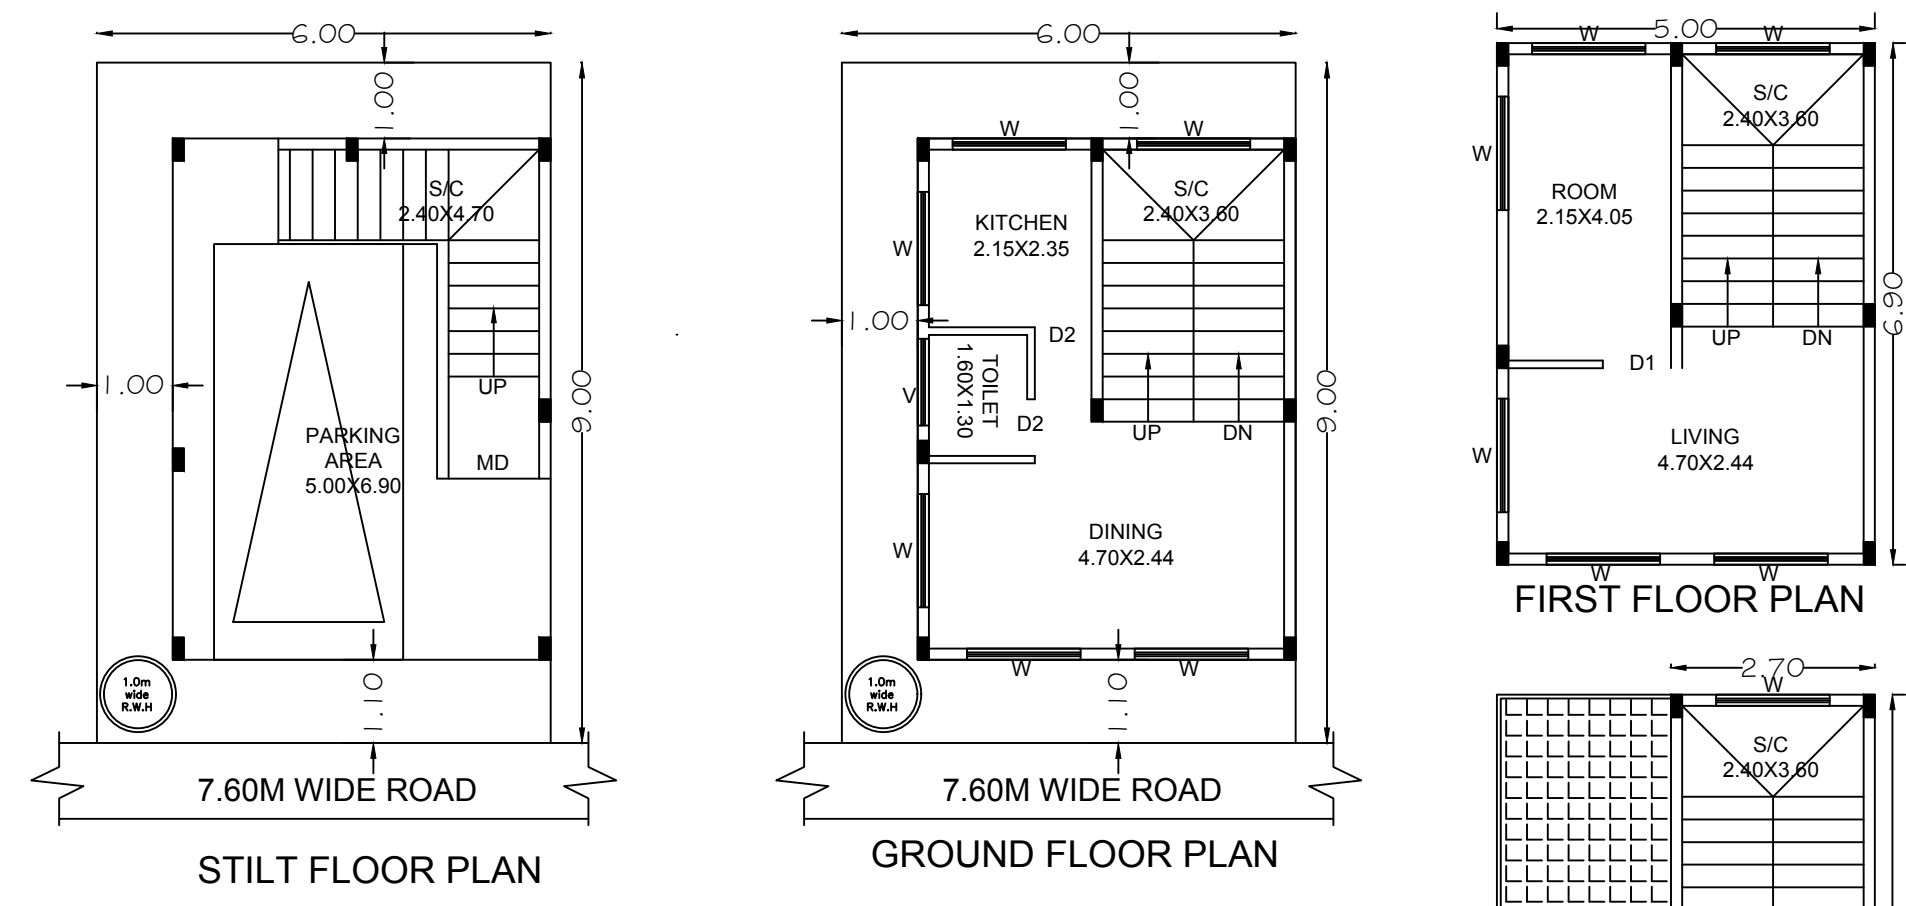 6.00
1.00
S/C
2.40X4.70
1.00
UP
9.00
PARKING
AREA
5.00X6.90
MD
1.0m
wide
R.W.H
1.10
7.60M WIDE ROAD
STILT FLOOR PLAN
6.00
1.00
W
W
S/C
2.40X3.60
KITCHEN
2.15X2.35
W
1.00
D2
TOILET
1.60X1.30
V
D2
UP
DN
9.00
DINING
4.70X2.44
W
W
W
1.0m
wide
R.W.H
1.10
7.60M WIDE ROAD
GROUND FLOOR PLAN
5.00
W
W
S/C
2.40X3.60
W
ROOM
2.15X4.05
6.90
UP
DN
D1
LIVING
4.70X2.44
W
W
W
FIRST FLOOR PLAN
2.70
W
S/C
2.40X3.60